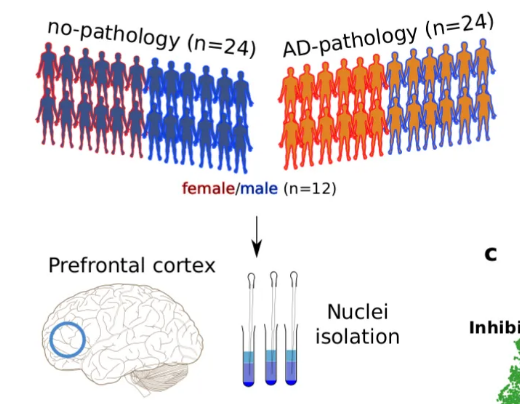 no-pathology (n=24)
AD-pathology (n=24)
female/male (n=12)
Prefrontal cortex
Nuclei
isolation
c
Inhibi